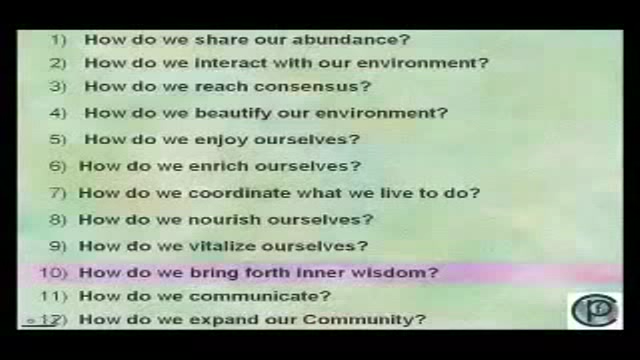 1) How do we share our abundance?
2) How do we interact with our environment?
3) How do we reach consensus?
4) How do we beautify our environment?
5) How do we enjoy ourselves?
6) How do we enrich ourselves?
7) How do we coordinate what we live to do?
8) How do we nourish ourselves?
9) How do we vitalize ourselves?
10) How do we bring forth inner wisdom?
11) How do we communicate?
12) How do we expand our Community?